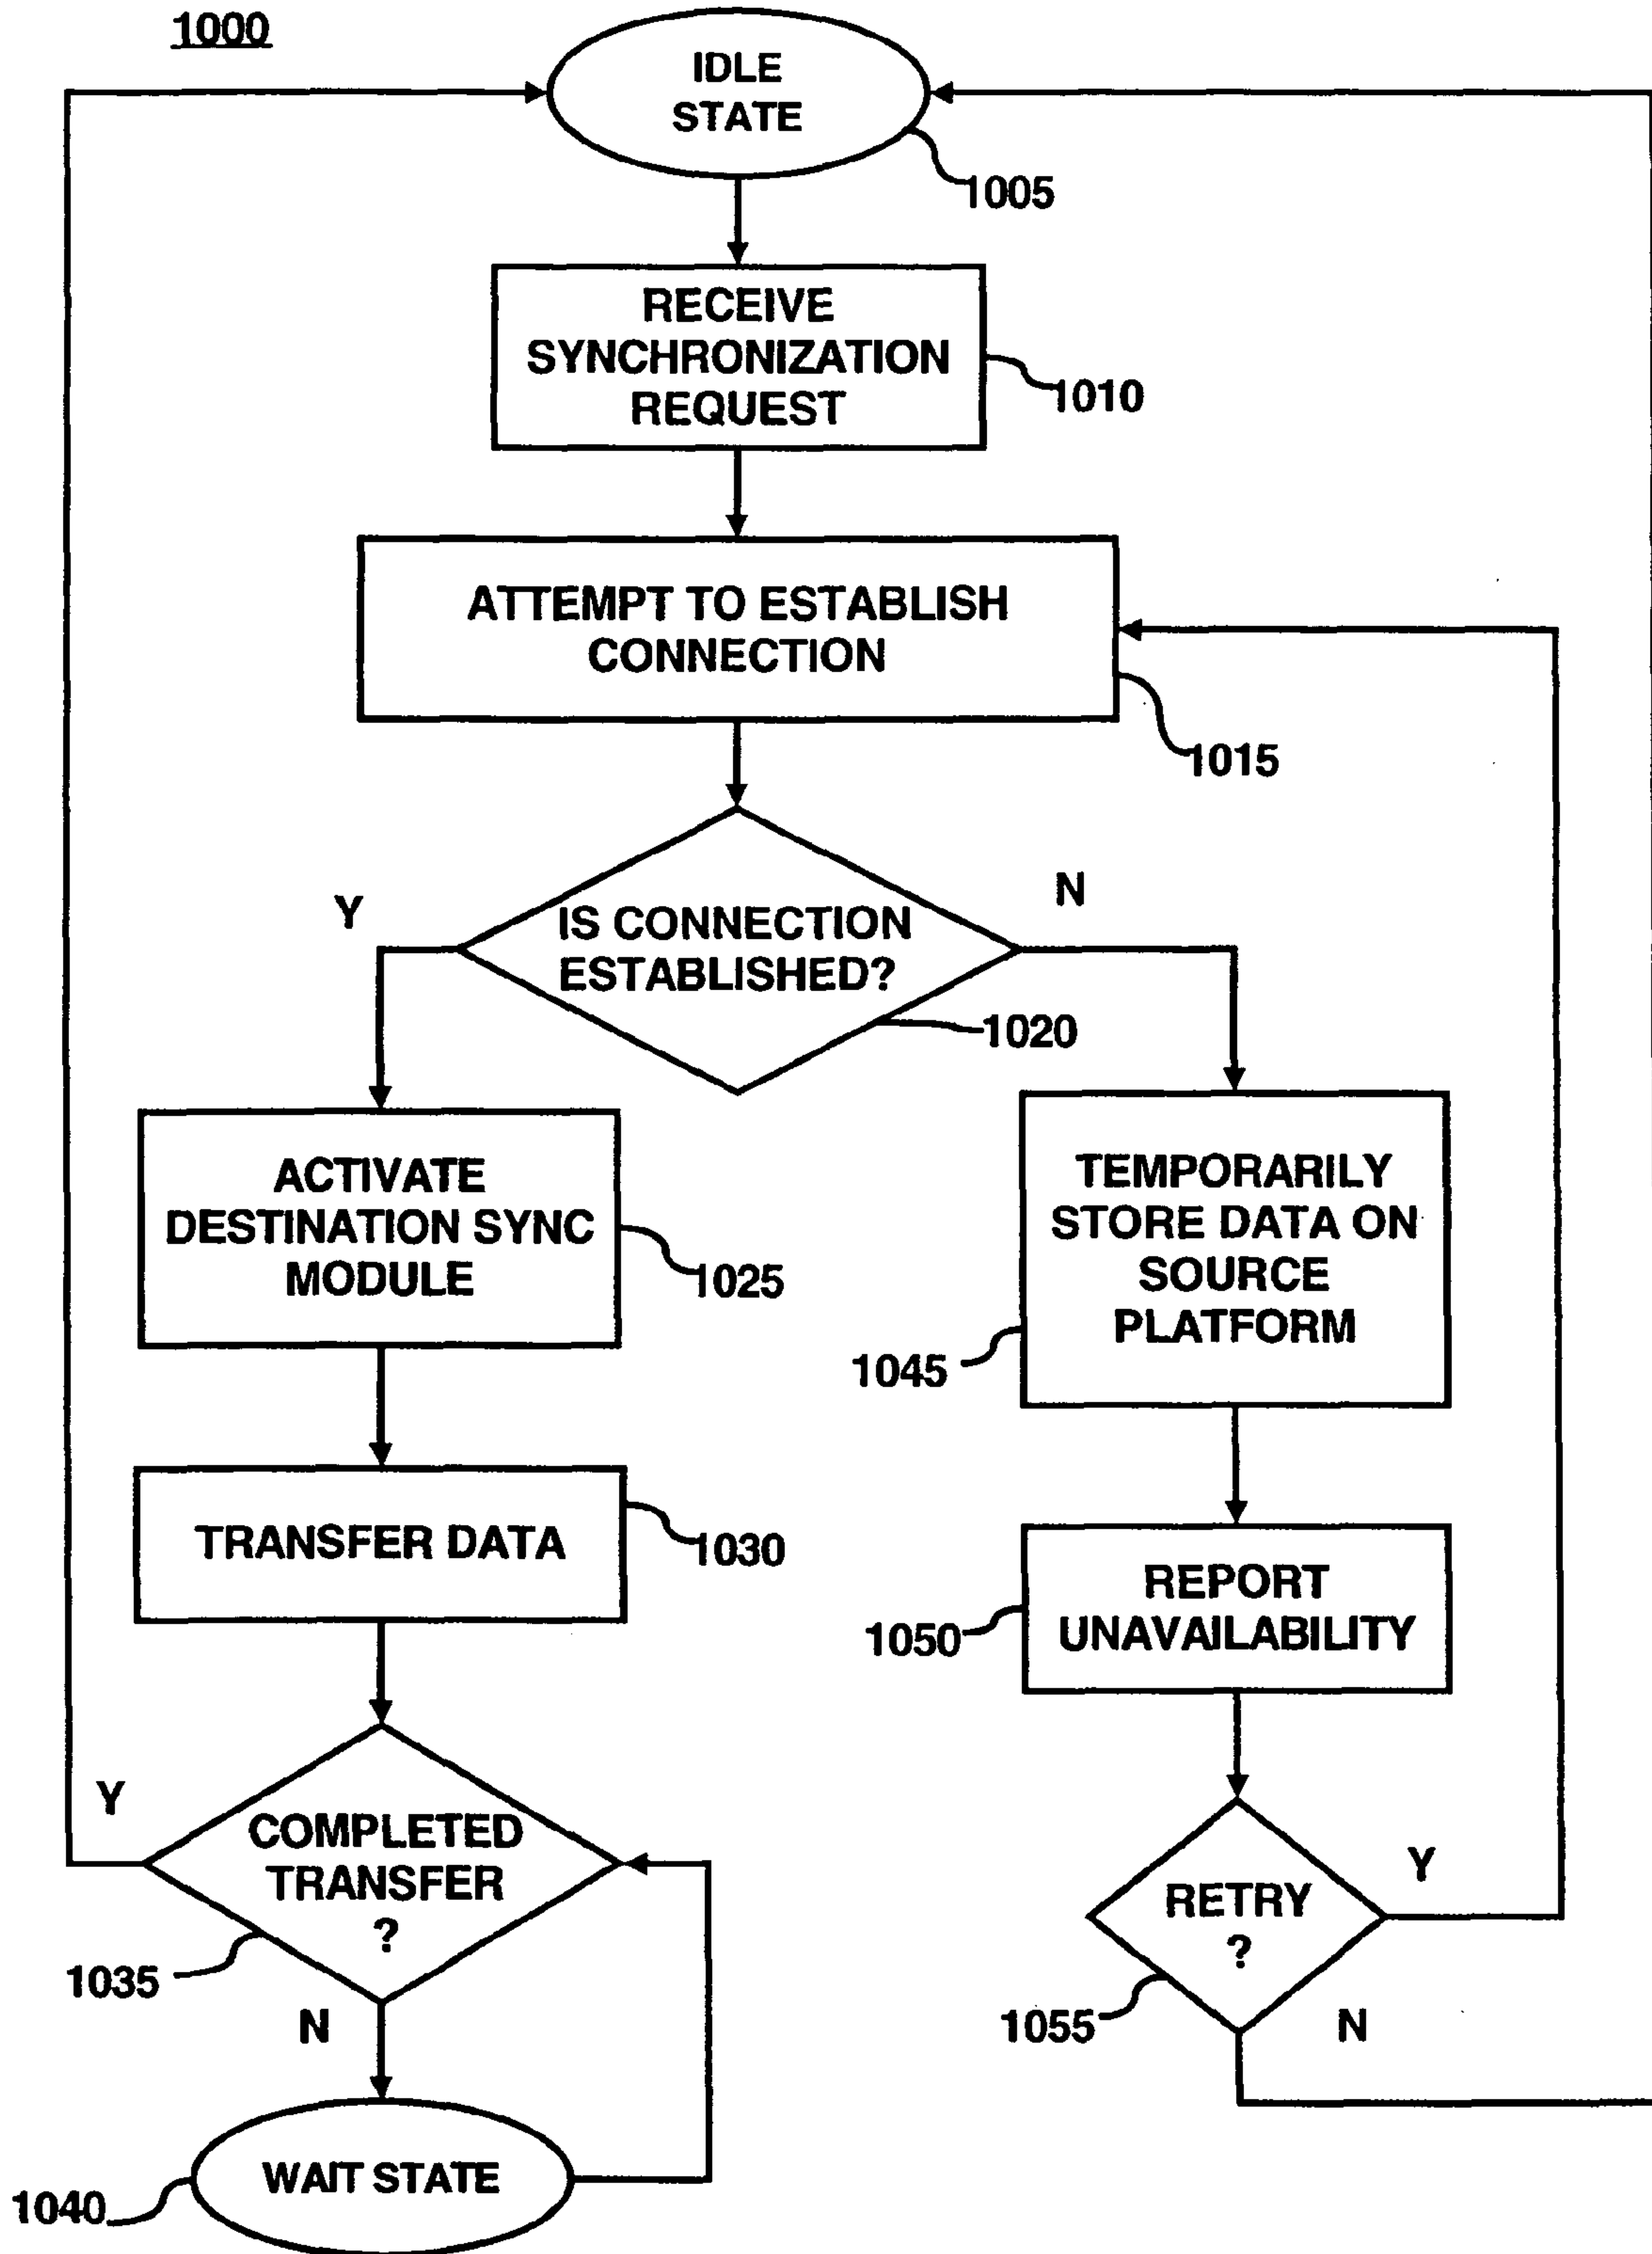 1000
IDLE
STATE
1005
RECEIVE
SYNCHRONIZATION
REQUEST
1010
ATTEMPT TO ESTABLISH
CONNECTION
1015
Y
N
IS CONNECTION
ESTABLISHED?
1020
ACTIVATE
DESTINATION SYNC
MODULE
1025
TEMPORARILY
STORE DATA ON
SOURCE
PLATFORM
1045
TRANSFER DATA
1030
REPORT
UNAVAILABILITY
1050
Y
COMPLETED
TRANSFER
?
1035
N
RETRY
?
Y
1055
N
WAIT STATE
1040